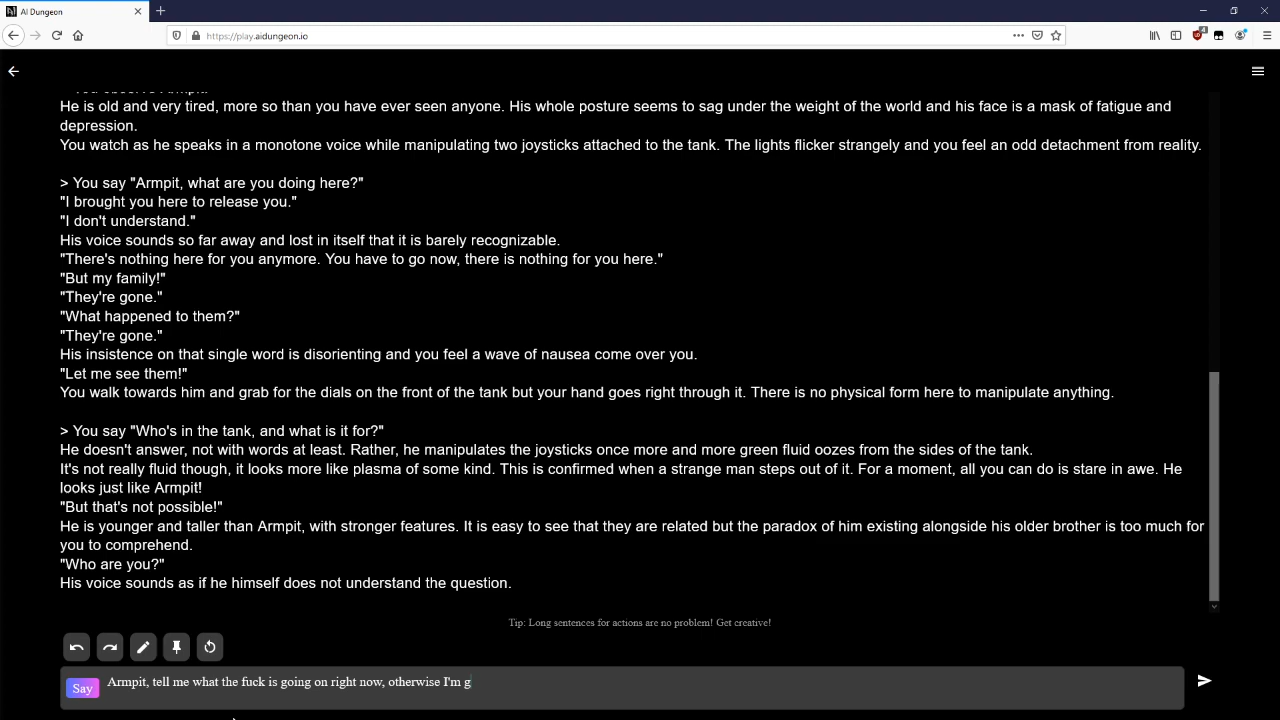 AI Dungeon
https://play.aidungeon.io
He is old and very tired, more so than you have ever seen anyone. His whole posture seems to sag under the weight of the world and his face is a mask of fatigue and
depression.
You watch as he speaks in a monotone voice while manipulating two joysticks attached to the tank. The lights flicker strangely and you feel an odd detachment from reality.
> You say "Armpit, what are you doing here?"
"I brought you here to release you."
"I don't understand."
His voice sounds so far away and lost in itself that it is barely recognizable.
"There's nothing here for you anymore. You have to go now, there is nothing for you here."
"But my family!"
"They're gone."
"What happened to them?"
"They're gone."
His insistence on that single word is disorienting and you feel a wave of nausea come over you.
"Let me see them!"
You walk towards him and grab for the dials on the front of the tank but your hand goes right through it. There is no physical form here to manipulate anything.
> You say "Who's in the tank, and what is it for?"
He doesn't answer, not with words at least. Rather, he manipulates the joysticks once more and more green fluid oozes from the sides of the tank.
It's not really fluid though, it looks more like plasma of some kind. This is confirmed when a strange man steps out of it. For a moment, all you can do is stare in awe. He
looks just like Armpit!
"But that's not possible!"
He is younger and taller than Armpit, with stronger features. It is easy to see that they are related but the paradox of him existing alongside his older brother is too much for
you to comprehend.
"Who are you?"
His voice sounds as if he himself does not understand the question.
Tip: Long sentences for actions are no problem! Get creative!
Say Armpit, tell me what the fuck is going on right now, otherwise I'm g